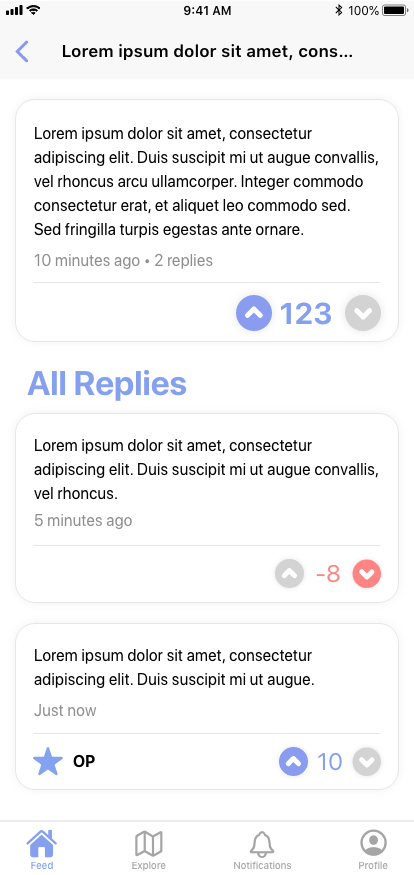 9:41 AM
100%
Lorem ipsum dolor sit amet, cons...
Lorem ipsum dolor sit amet, consectetur
adipiscing elit. Duis suscipit mi ut augue convallis,
vel rhoncus arcu ullamcorper. Integer commodo
consectetur erat, et aliquet leo commodo sed.
Sed fringilla turpis egestas ante ornare.
10 minutes ago • 2 replies
123
All Replies
Lorem ipsum dolor sit amet, consectetur
adipiscing elit. Duis suscipit mi ut augue convallis,
vel rhoncus.
5 minutes ago
-8
Lorem ipsum dolor sit amet, consectetur
adipiscing elit. Duis suscipit mi ut augue.
Just now
OP
10
Feed
Explore
Notifications
Profile